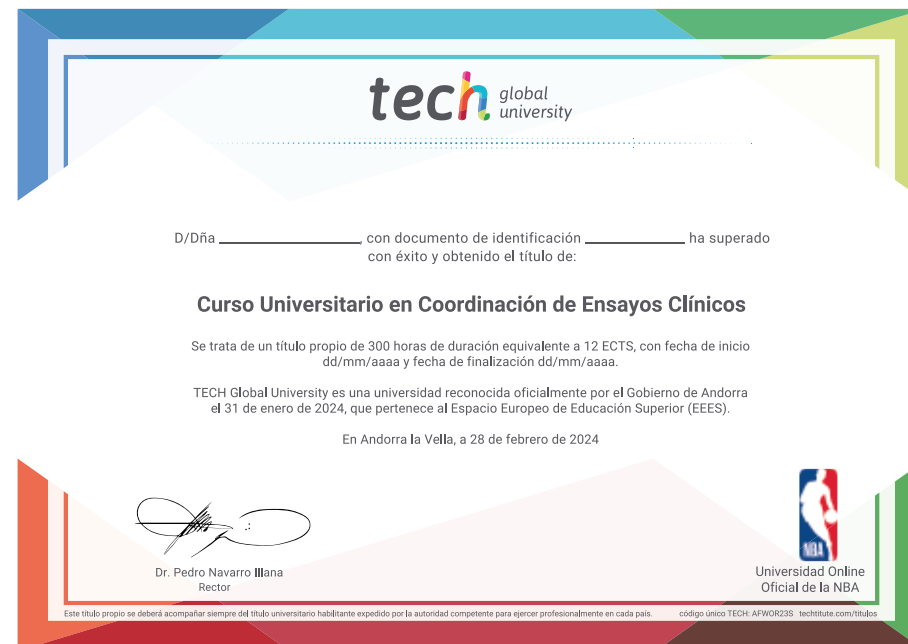 tech global university
D/Dña ____________________, con documento de identificación ______________ ha superado
con éxito y obtenido el título de:
Curso Universitario en Coordinación de Ensayos Clínicos
Se trata de un título propio de 300 horas de duración equivalente a 12 ECTS, con fecha de inicio
dd/mm/aaaa y fecha de finalización dd/mm/aaaa.
TECH Global University es una universidad reconocida oficialmente por el Gobierno de Andorra
el 31 de enero de 2024, que pertenece al Espacio Europeo de Educación Superior (EEES).
En Andorra la Vella, a 28 de febrero de 2024
Dr. Pedro Navarro Illana
Rector
NBA
Universidad Online
Oficial de la NBA
Este título propio se deberá acompañar siempre del título universitario habilitante expedido por la autoridad competente para ejercer profesionalmente en cada país.
código único TECH: AFWOR23S techtitute.com/titulos